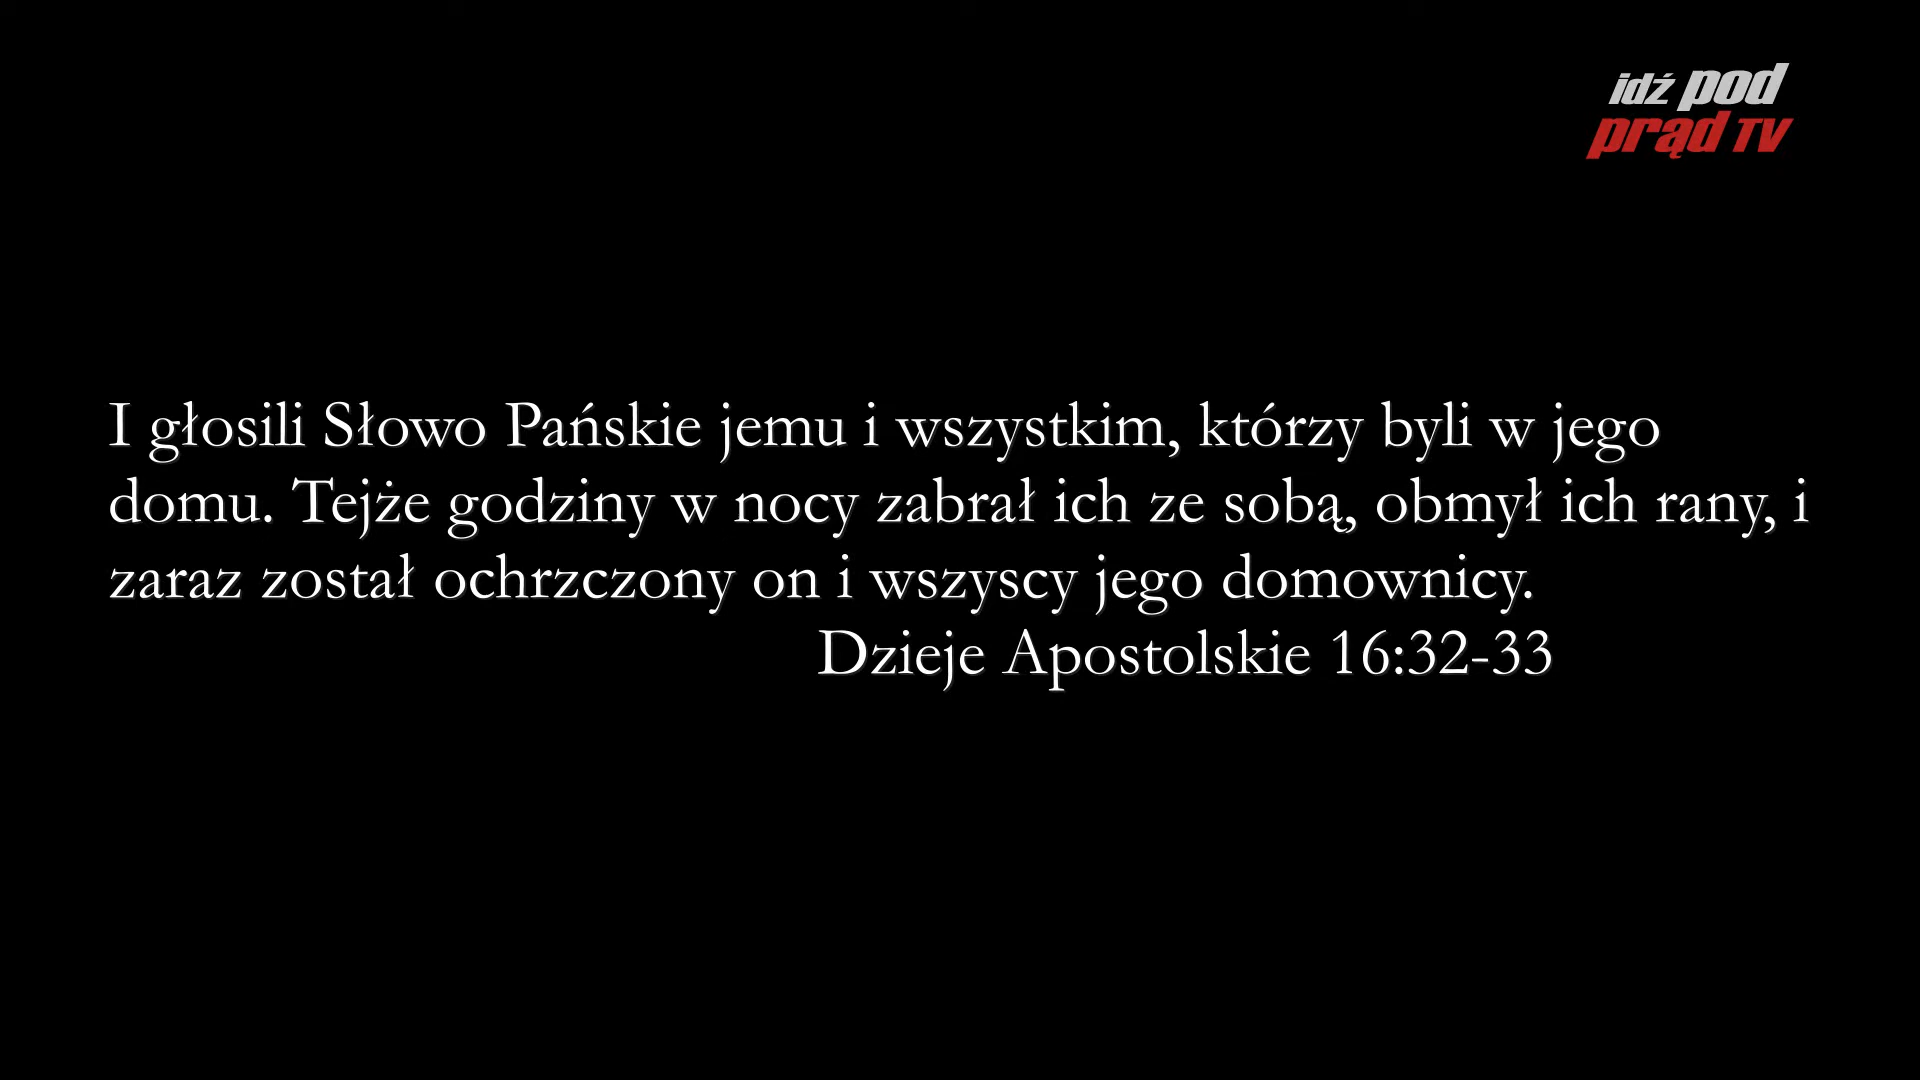 idź pod
prąd TV
I głosili Słowo Pańskie jemu i wszystkim, którzy byli w jego
domu. Tejże godziny w nocy zabrał ich ze sobą, obmył ich rany, i
zaraz został ochrzczony on i wszyscy jego domownicy.
Dzieje Apostolskie 16:32-33